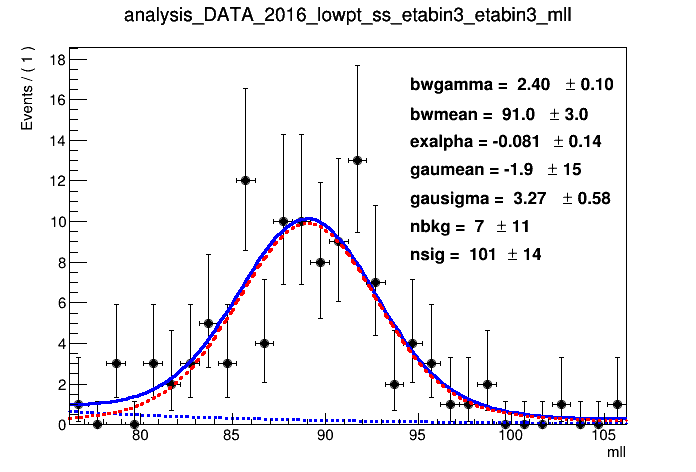 analysis_DATA_2016_lowpt_ss_etabin3_etabin3_mll
Events / ( 1 )
18
16
14
12
10
8
6
4
2
0
bwgamma = 2.40 ± 0.10
bwmean = 91.0 ± 3.0
exalpha = -0.081 ± 0.14
gaumean = -1.9 ± 15
gausigma = 3.27 ± 0.58
nbkg = 7 ± 11
nsig = 101 ± 14
80 85 90 95 100 105
mll